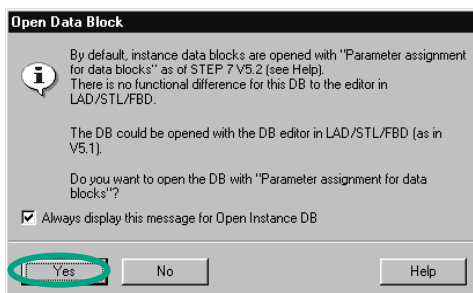 Open Data Block
By default, instance data blocks are opened with "Parameter assignment
for data blocks" as of STEP 7 V5.2 (see Help).
There is no functional difference for this DB to the editor in
LAD/STL/FBD.
The DB could be opened with the DB editor in LAD/STL/FBD (as in
V5.1).
Do you want to open the DB with "Parameter assignment for data
blocks"?
Always display this message for Open Instance DB
Yes No Help